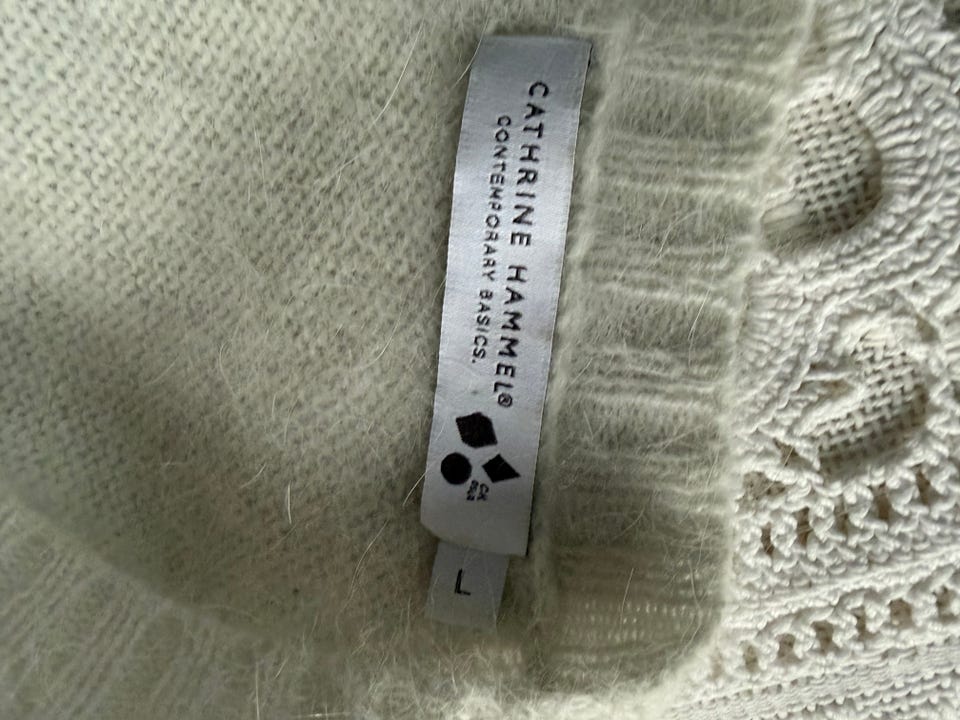 CATHRINE HAMMEL®
CONTEMPORARY BASICS.
L